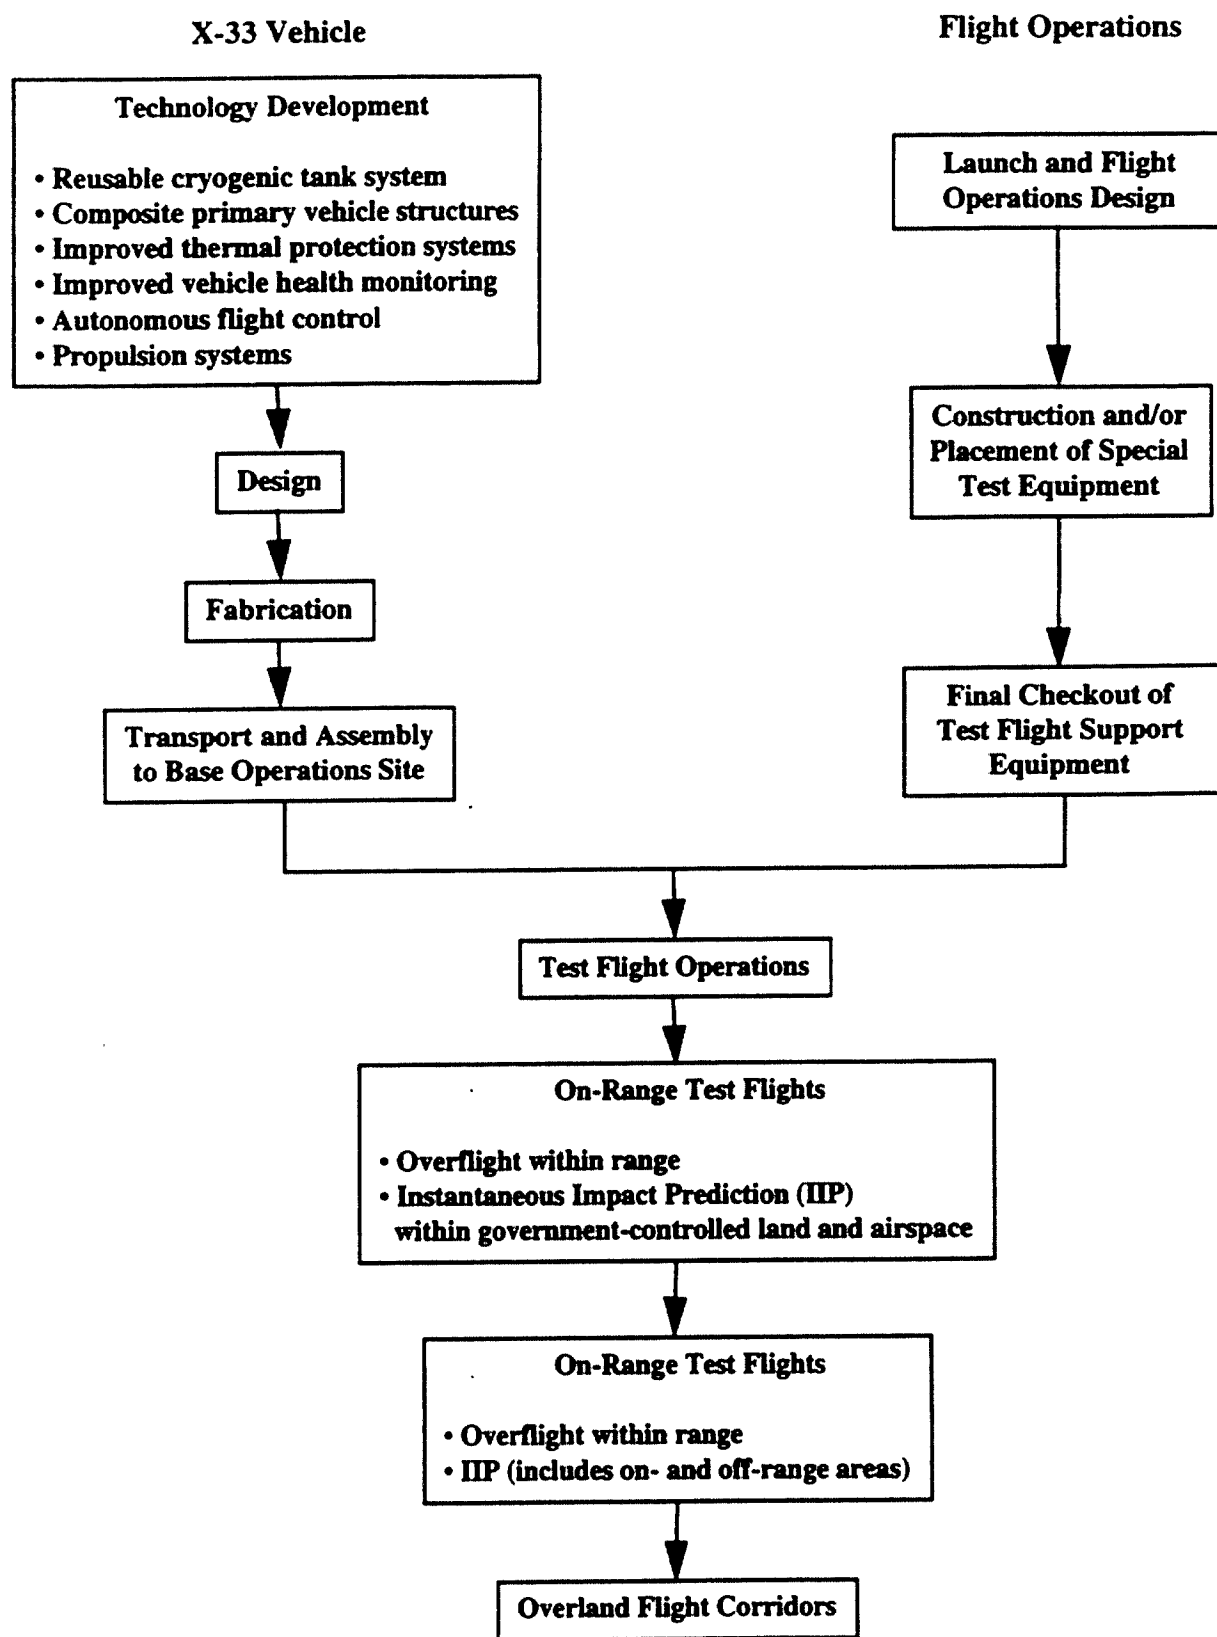 X-33 Vehicle
Technology Development
• Reusable cryogenic tank system
• Composite primary vehicle structures
• Improved thermal protection systems
• Improved vehicle health monitoring
• Autonomous flight control
• Propulsion systems
Design
Fabrication
Transport and Assembly
to Base Operations Site
Flight Operations
Launch and Flight
Operations Design
Construction and/or
Placement of Special
Test Equipment
Final Checkout of
Test Flight Support
Equipment
Test Flight Operations
On-Range Test Flights
• Overflight within range
• Instantaneous Impact Prediction (IIP)
within government-controlled land and airspace
On-Range Test Flights
• Overflight within range
• IIP (includes on- and off-range areas)
Overland Flight Corridors